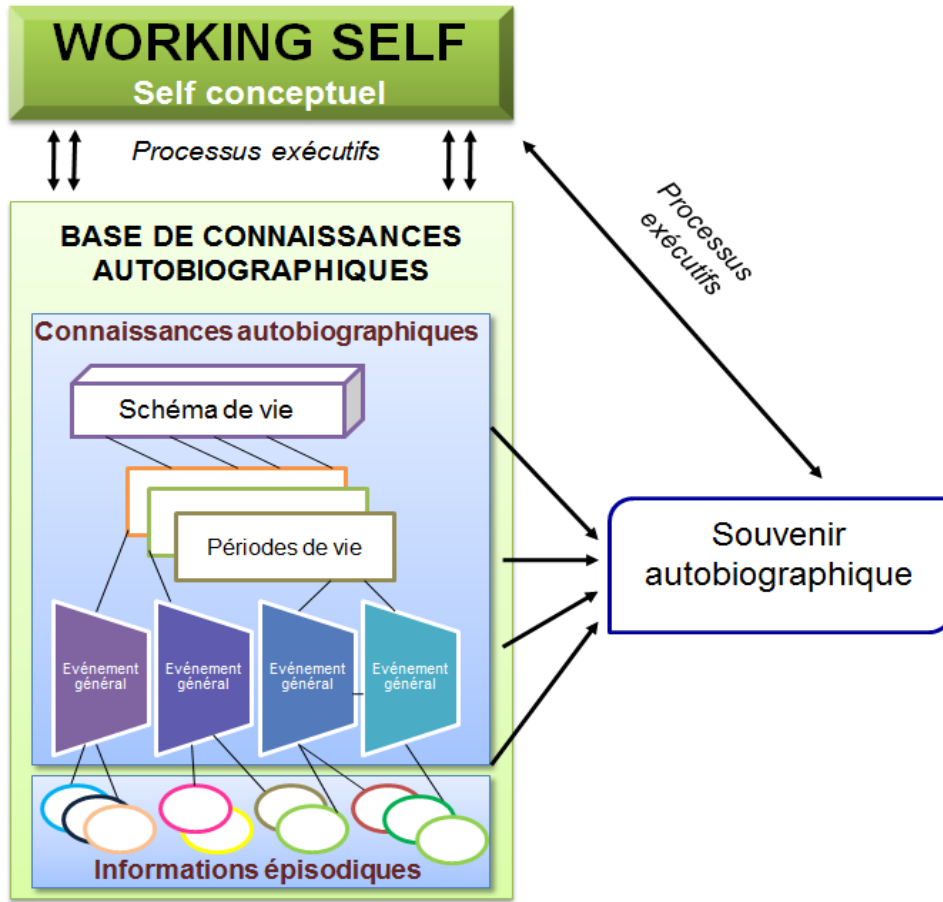 WORKING SELF
Self conceptuel
Processus exécutifs
Processus
exécutifs
BASE DE CONNAISSANCES
AUTOBIOGRAPHIQUES
Connaissances autobiographiques
Schéma de vie
Périodes de vie
Souvenir
autobiographique
Evénement
général
Evénement
général
Evénement
général
Evénement
général
Informations épisodiques